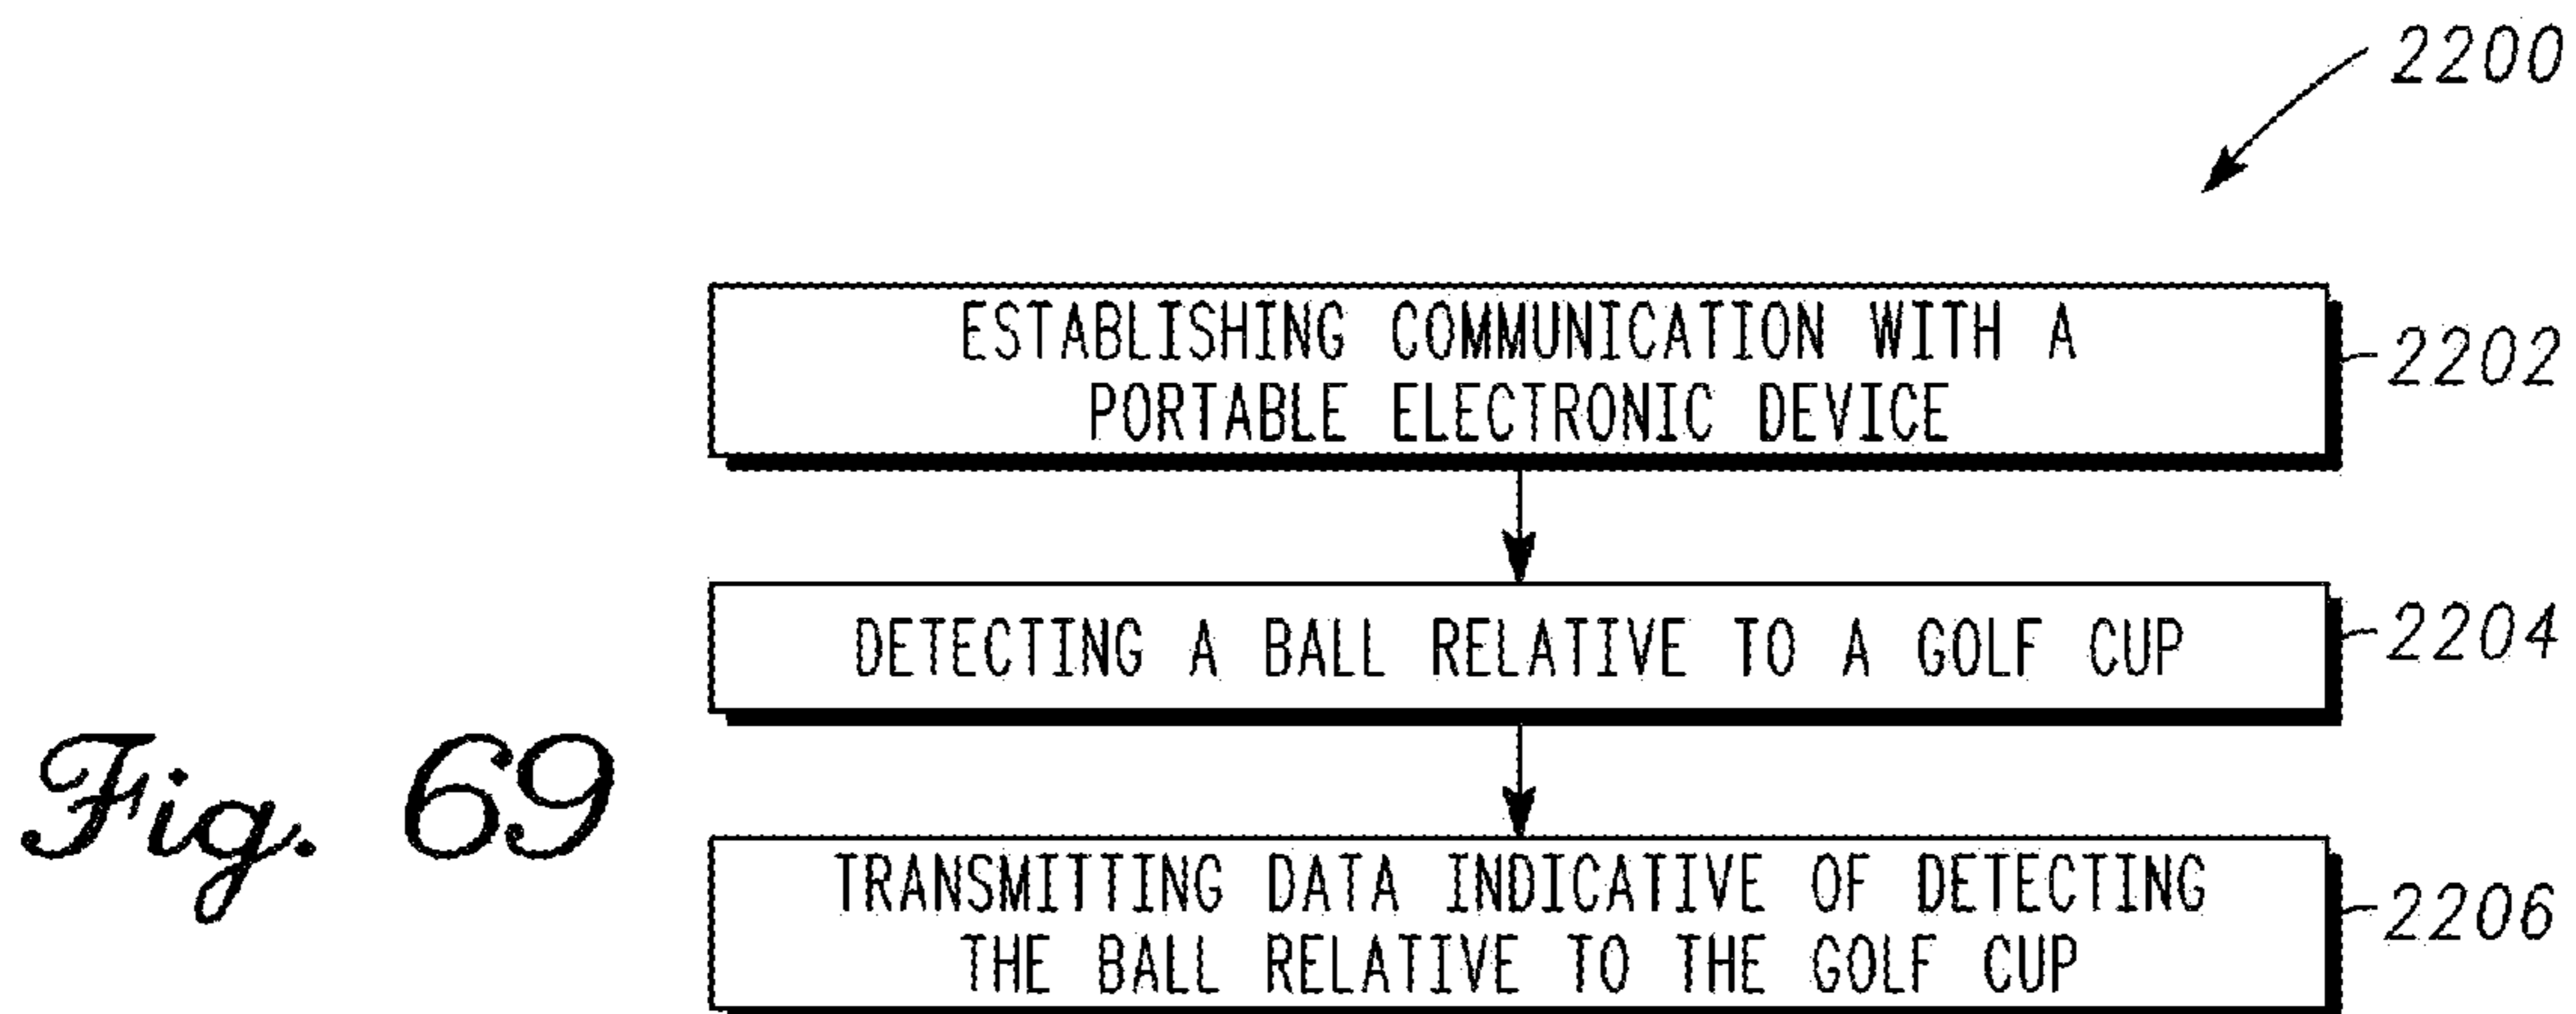 2200
ESTABLISHING COMMUNICATION WITH A
PORTABLE ELECTRONIC DEVICE
2202
DETECTING A BALL RELATIVE TO A GOLF CUP
2204
TRANSMITTING DATA INDICATIVE OF DETECTING
THE BALL RELATIVE TO THE GOLF CUP
2206
Fig. 69